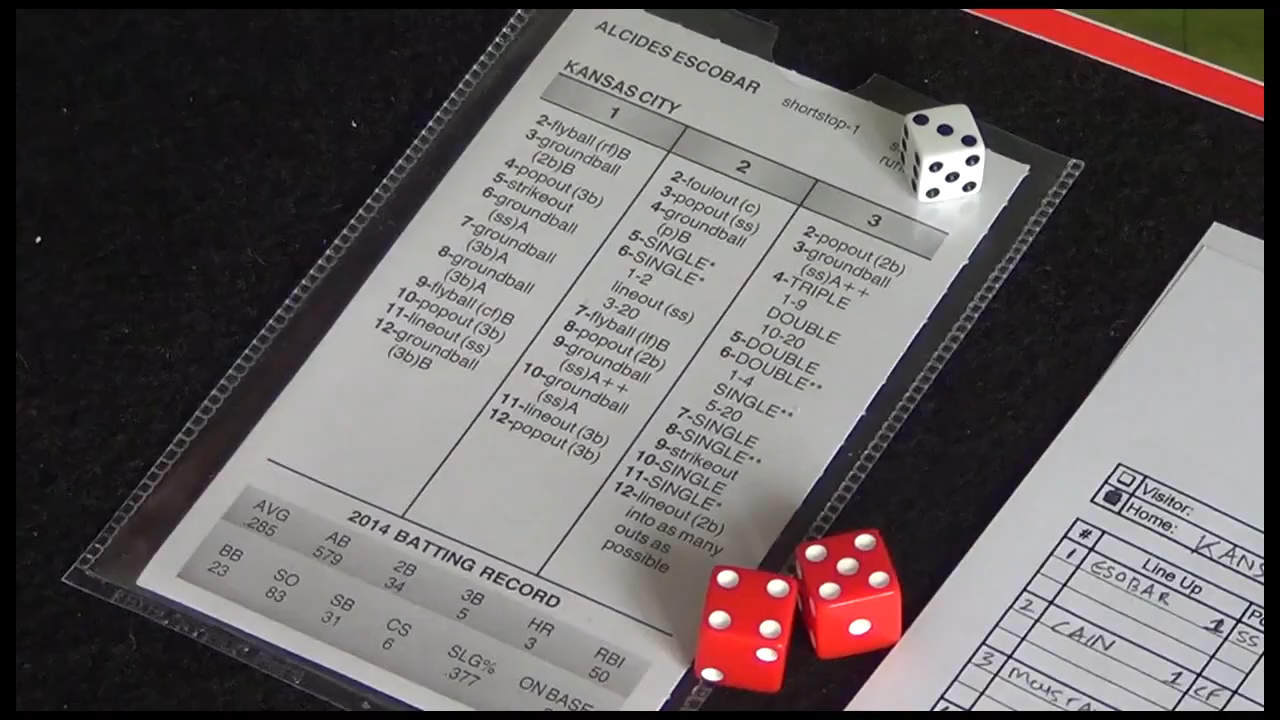 ALCIDES ESCOBAR
KANSAS CITY
shortstop-1
1
2-flyball (rf)B
3-groundball
(2b)B
4-popout (3b)
5-strikeout
6-groundball
(ss)A
7-groundball
(3b)A
8-groundball
(3b)A
9-flyball (cf)B
10-popout (3b)
11-lineout (ss)
12-groundball
(3b)B
2
2-foulout (c)
3-popout (ss)
4-groundball
(p)B
5-SINGLE*
6-SINGLE*
1-2
lineout (ss)
3-20
7-flyball (lf)B
8-popout (2b)
9-groundball
(ss)A++
10-groundball
(ss)A
11-lineout (3b)
12-popout (3b)
3
2-popout (2b)
3-groundball
(ss)A++
4-TRIPLE
1-9
DOUBLE
10-20
5-DOUBLE
6-DOUBLE**
1-4
SINGLE**
5-20
7-SINGLE
8-SINGLE**
9-strikeout
10-SINGLE
11-SINGLE*
12-lineout (2b)
into as many
outs as
possible
2014 BATTING RECORD
AVG AB 2B 3B HR RBI
.285 579 34 5 3 50
BB SO SB CS SLG% ON BASE
23 83 31 6 .377
Visitor:
Home: KANS
# Line Up
1 ESOBAR 1 SS
2 CAIN 1 CF
3